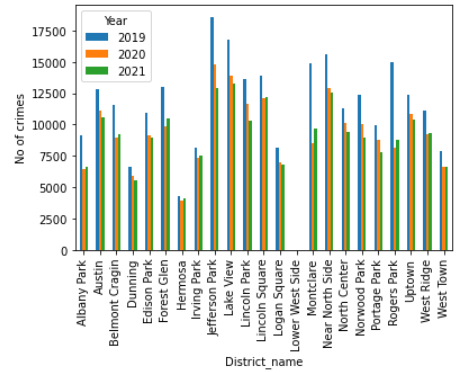 Year
2019
2020
2021
17500
15000
12500
10000
7500
5000
2500
0
No of crimes
Albany Park
Austin
Belmont Cragin
Dunning
Edison Park
Forest Glen
Hermosa
Irving Park
Jefferson Park
Lake View
Lincoln Park
Lincoln Square
Logan Square
Lower West Side
Montclare
Near North Side
North Center
Norwood Park
Portage Park
Rogers Park
Uptown
West Ridge
West Town
District_name